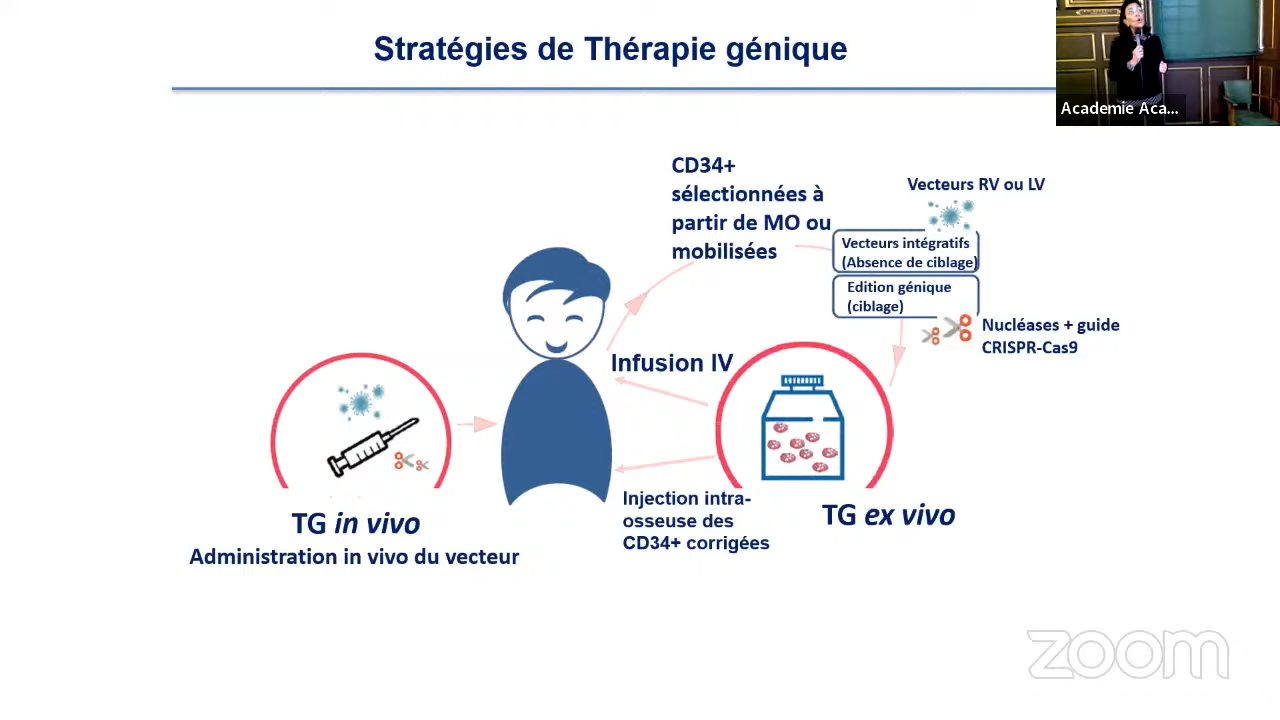 Stratégies de Thérapie génique
Academie Aca...
CD34+
sélectionnées à
partir de MO ou
mobilisées
Vecteurs RV ou LV
Vecteurs intégratifs
(Absence de ciblage)
Edition génique
(ciblage)
Nucléases + guide
CRISPR-Cas9
Infusion IV
Injection intra-
osseuse des
CD34+ corrigées
TG ex vivo
TG in vivo
Administration in vivo du vecteur
zoom